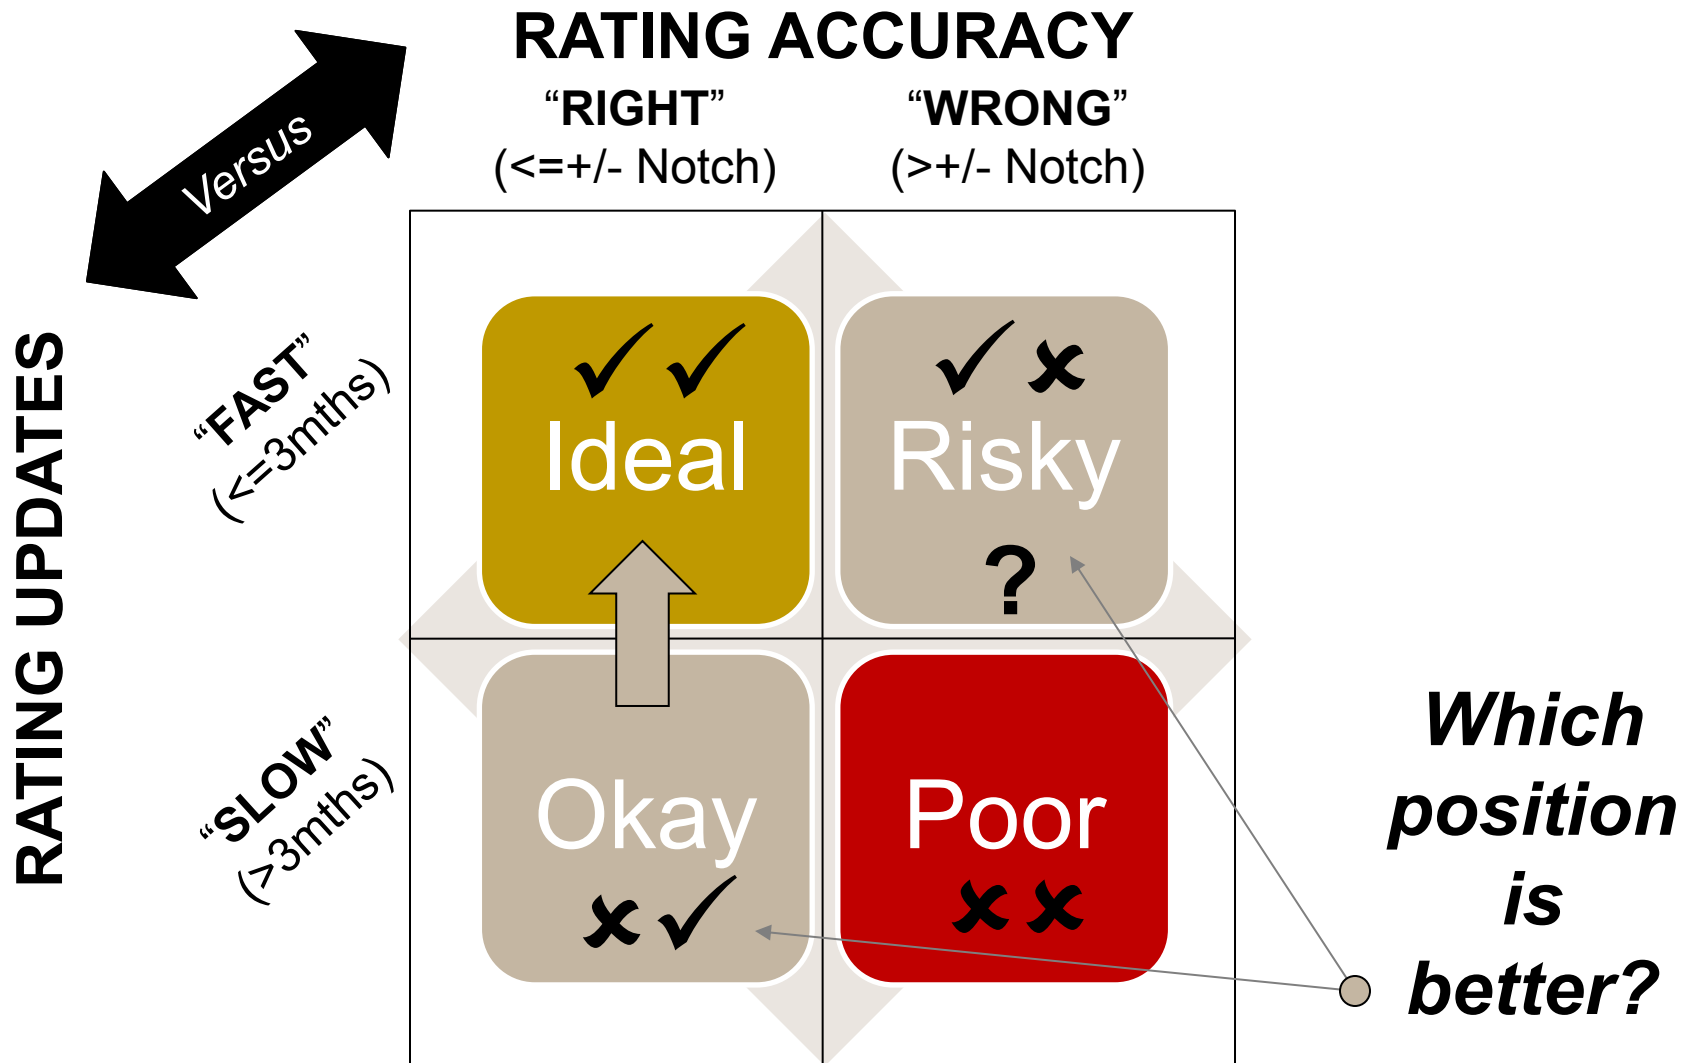 RATING ACCURACY
“RIGHT”
(<=+/- Notch)
“WRONG”
(>+/- Notch)
Versus
RATING UPDATES
“FAST”
(<=3mths)
“SLOW”
(>3mths)
✓ ✓
Ideal
✓ ✘
Risky
?
Okay
✘ ✓
Poor
✘ ✘
Which
position
is
better?